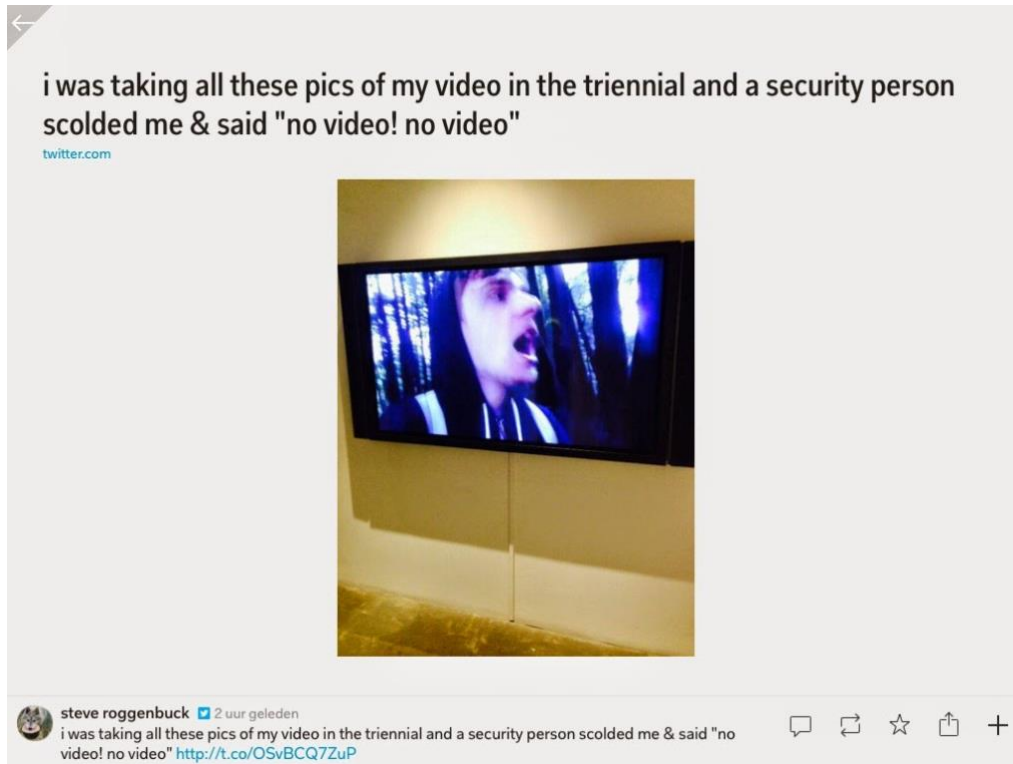 i was taking all these pics of my video in the triennial and a security person
scolded me & said "no video! no video"
twitter.com
steve roggenbuck 2 uur geleden
i was taking all these pics of my video in the triennial and a security person scolded me & said "no
video! no video" http://t.co/OSvBCQ7ZuP